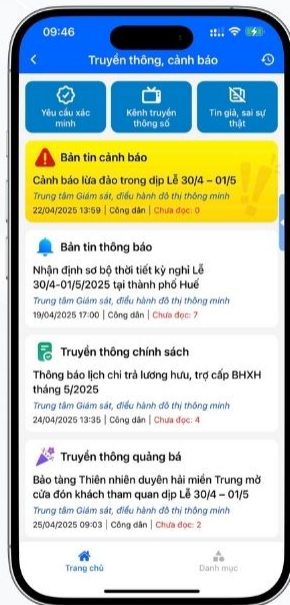 09:46
Truyền thông, cảnh báo
Yêu cầu xác
minh
Kênh truyền
thông số
Tin giả, sai sự
thật
Bản tin cảnh báo
Cảnh báo lừa đảo trong dịp Lễ 30/4 – 01/5
Trung tâm Giám sát, điều hành đô thị thông minh
22/04/2025 13:59 | Công dân | Chưa đọc: 0
Bản tin thông báo
Nhận định sơ bộ thời tiết kỳ nghỉ Lễ
30/4-01/5/2025 tại thành phố Huế
Trung tâm Giám sát, điều hành đô thị thông minh
19/04/2025 17:00 | Công dân | Chưa đọc: 7
Truyền thông chính sách
Thông báo lịch chi trả lương hưu, trợ cấp BHXH
tháng 5/2025
Trung tâm Giám sát, điều hành đô thị thông minh
24/04/2025 13:35 | Công dân | Chưa đọc: 4
Truyền thông quảng bá
Bảo tàng Thiên nhiên duyên hải miền Trung mở
cửa đón khách tham quan dịp Lễ 30/4 – 01/5
Trung tâm Giám sát, điều hành đô thị thông minh
25/04/2025 09:03 | Công dân | Chưa đọc: 2
Trang chủ
Danh mục